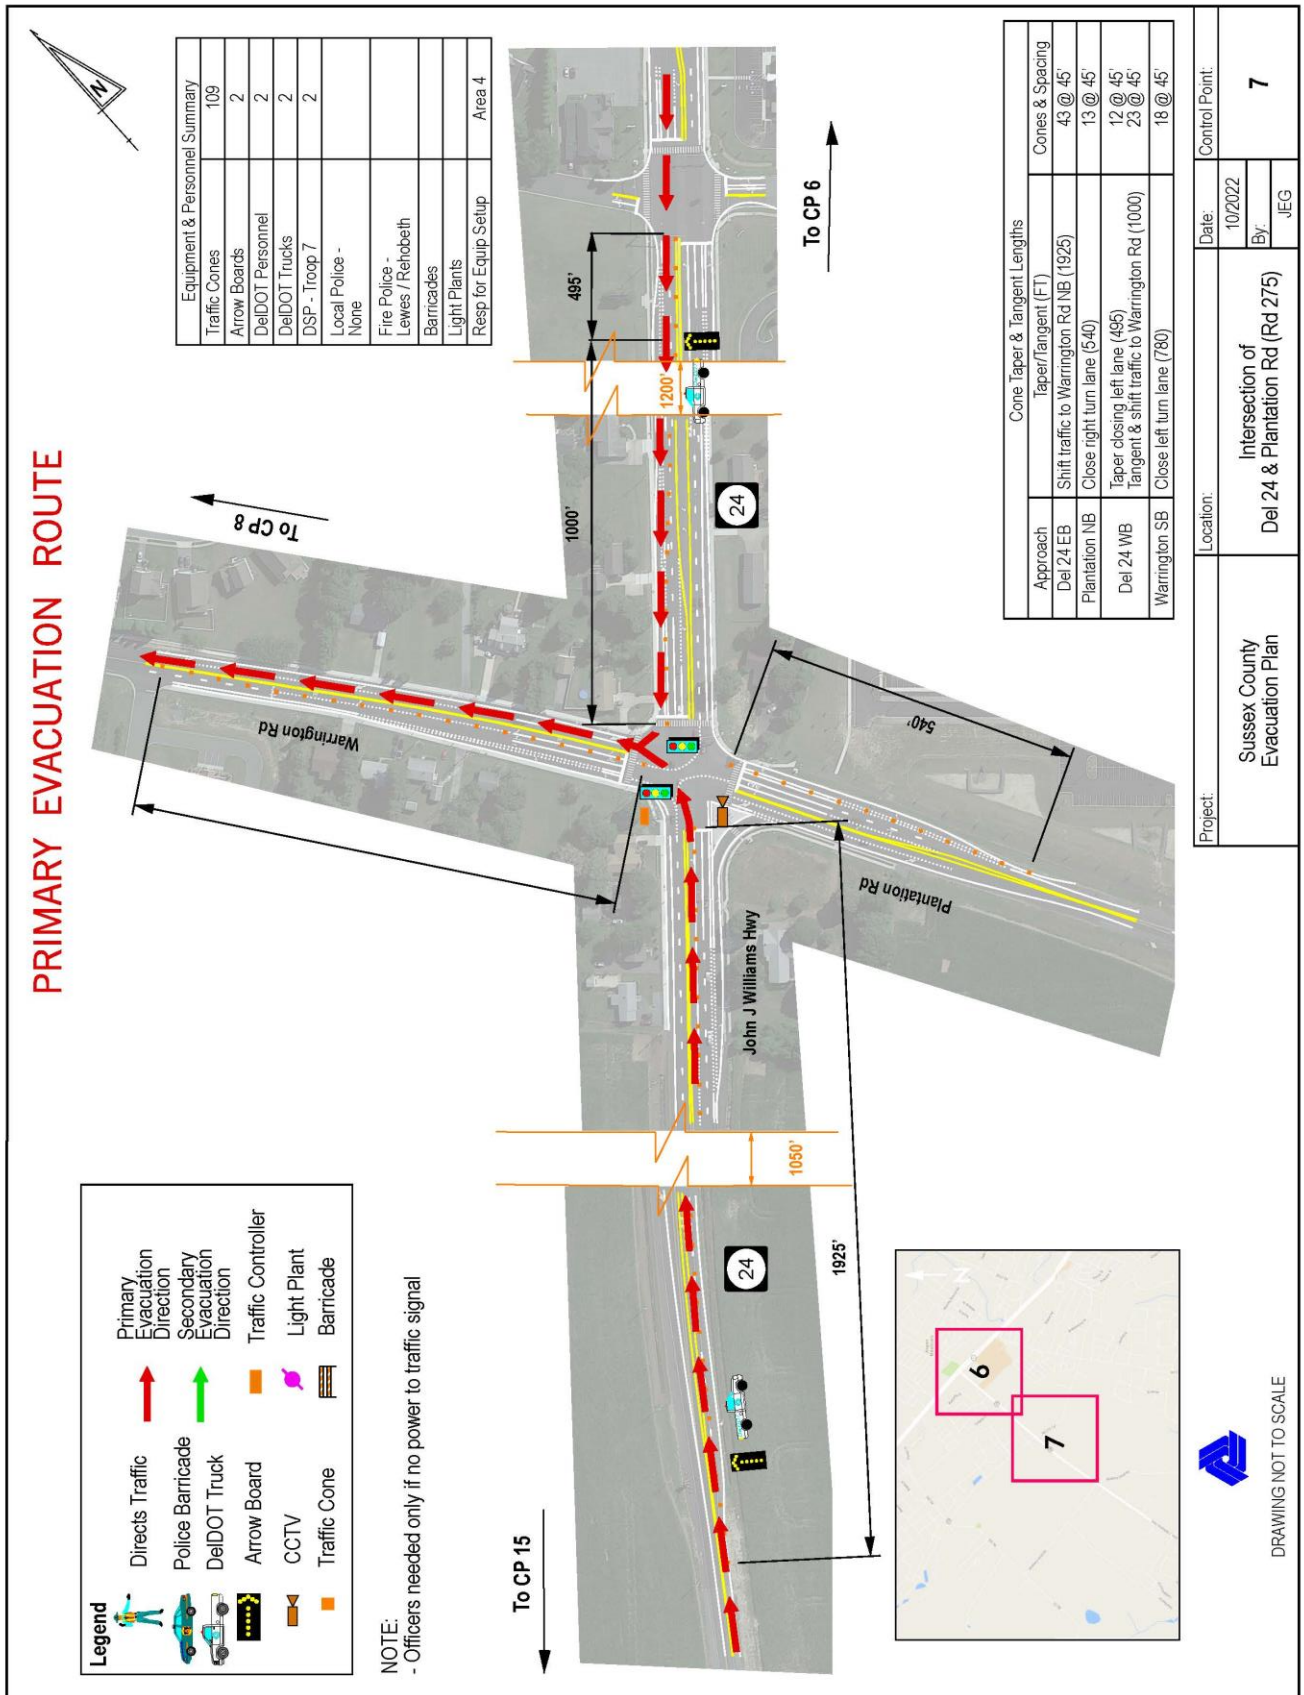 PRIMARY EVACUATION ROUTE
Legend
Directs Traffic
Police Barricade
DelDOT Truck
Arrow Board
CCTV
Traffic Cone
Primary
Evacuation
Direction
Secondary
Evacuation
Direction
Traffic Controller
Light Plant
Barricade
NOTE:
- Officers needed only if no power to traffic signal
N
Equipment & Personnel Summary
Traffic Cones 109
Arrow Boards 2
DelDOT Personnel 2
DelDOT Trucks 2
DSP - Troop 7 2
Local Police -
None
Fire Police -
Lewes / Rehobeth
Barricades
Light Plants
Resp for Equip Setup Area 4
To CP 8
Warrington Rd
To CP 15
To CP 6
495'
1000'
1200'
24
540'
Plantation Rd
John J Williams Hwy
1050'
1925'
24
Cone Taper & Tangent Lengths
Approach Taper/Tangent (FT) Cones & Spacing
Del 24 EB Shift traffic to Warrington Rd NB (1925) 43 @ 45'
Plantation NB Close right turn lane (540) 13 @ 45'
Del 24 WB Taper closing left lane (495) 12 @ 45'
Tangent & shift traffic to Warrington Rd (1000) 23 @ 45'
Warrington SB Close left turn lane (780) 18 @ 45'
N
6
7
DRAWING NOT TO SCALE
Project:
Sussex County
Evacuation Plan
Location:
Intersection of
Del 24 & Plantation Rd (Rd 275)
Date:
10/2022
By:
JEG
Control Point:
7